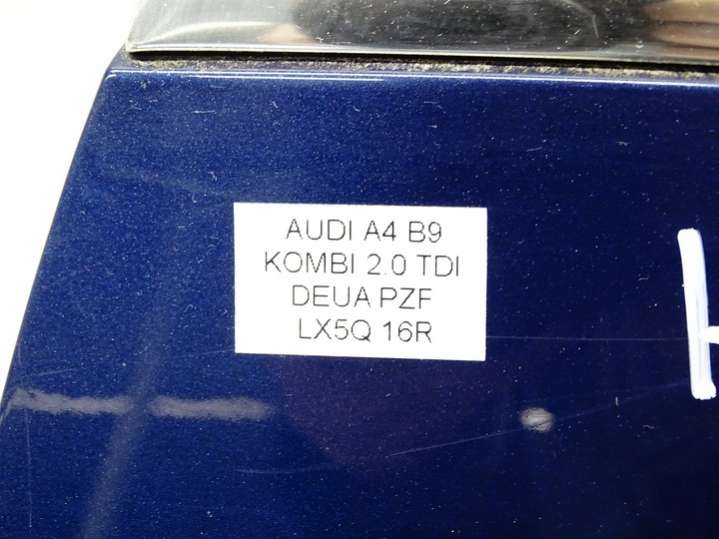 AUDI A4 B9
KOMBI 2.0 TDI
DEUA PZF
LX5Q 16R